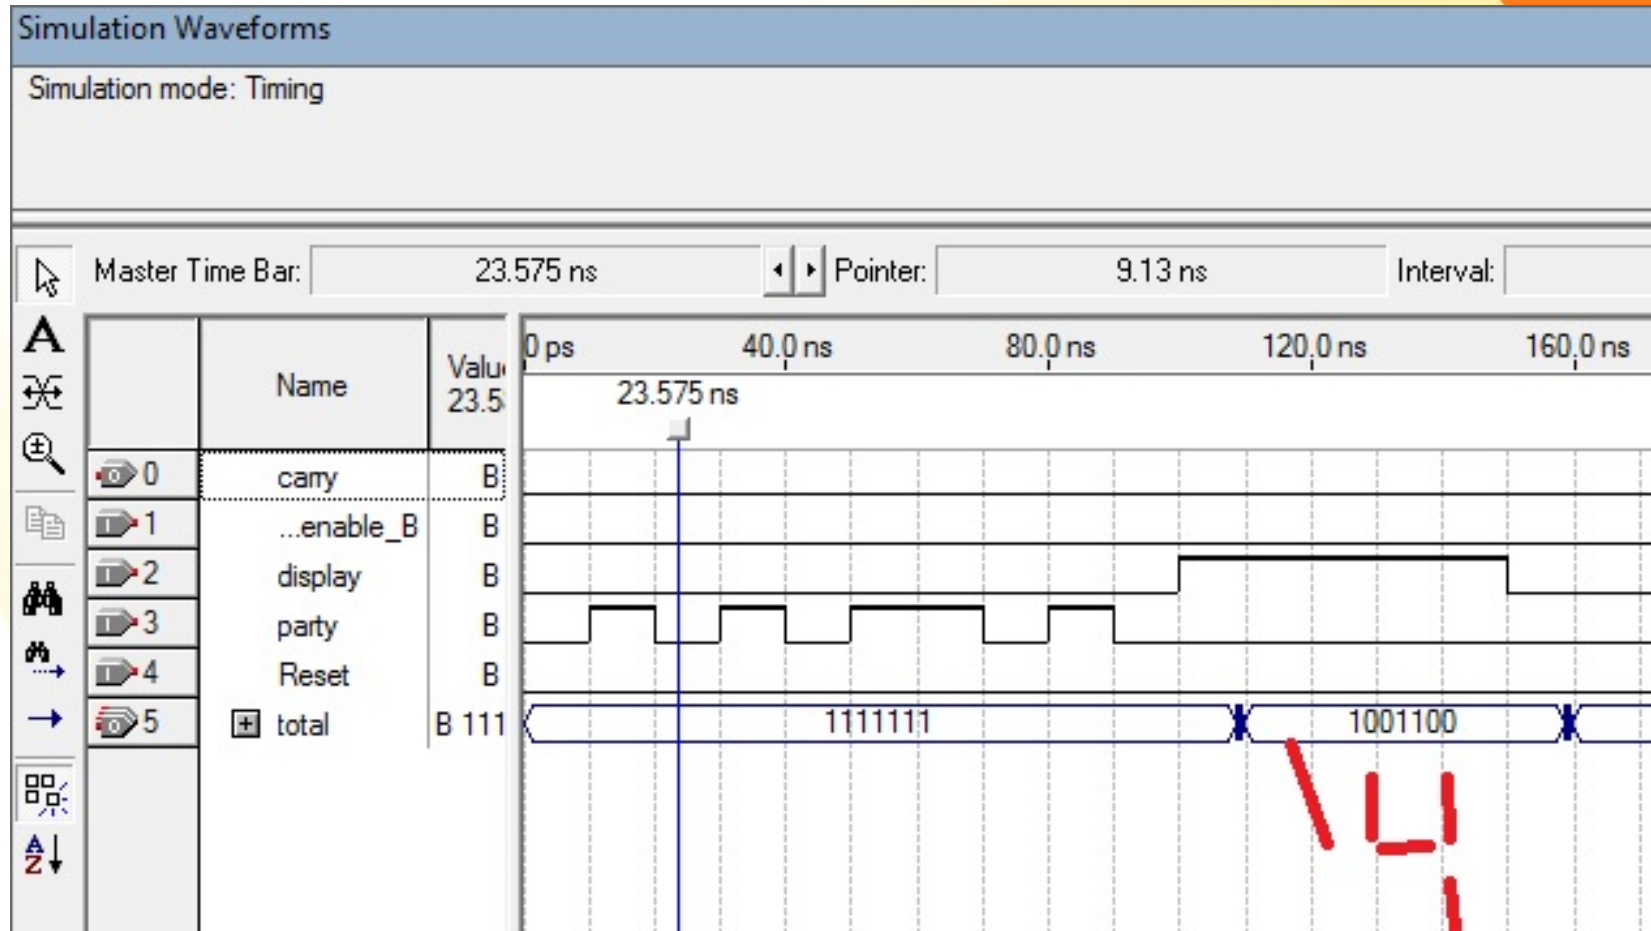 Simulation Waveforms
Simulation mode: Timing
Master Time Bar: 23.575 ns Pointer: 9.13 ns Interval:
A
0 ps 40.0 ns 80.0 ns 120.0 ns 160.0 ns
Name Valu
23.5
23.575 ns
0 carry B
1 ...enable_B B
2 display B
3 party B
4 Reset B
5 total B 111 1111111 1001100
A
Z
4